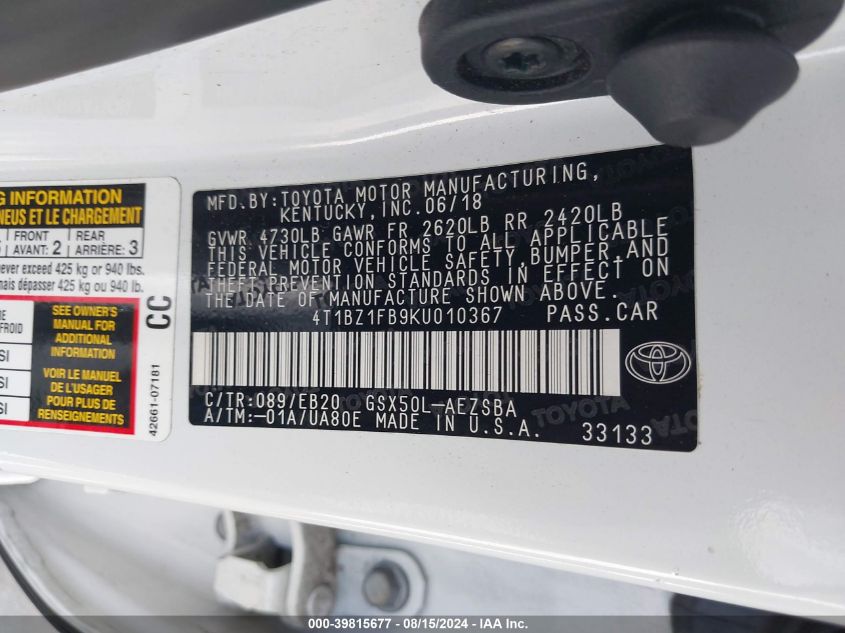 G INFORMATION
NEUS ET LE CHARGEMENT
FRONT
AVANT: 2
REAR
ARRIÈRE: 3
never exceed 425 kg or 940 lbs.
mais dépasser 425 kg ou 940 lb.
FROID
SI
SI
SI
SEE OWNER'S
MANUAL FOR
ADDITIONAL
INFORMATION
VOIR LE MANUEL
DE L'USAGER
POUR PLUS DE
RENSEIGNEMENTS
CC
42661-07181
MFD. BY: TOYOTA MOTOR MANUFACTURING,
KENTUCKY, INC. 06/18
GVWR 4730LB GAWR FR 2620LB RR 2420LB
THIS VEHICLE CONFORMS TO ALL APPLICABLE
FEDERAL MOTOR VEHICLE SAFETY, BUMPER, AND
THEFT PREVENTION STANDARDS IN EFFECT ON
THE DATE OF MANUFACTURE SHOWN ABOVE.
4T1BZ1FB9KU010367 PASS.CAR
C/TR: 089/EB20 GSX50L-AEZSBA
A/TM:-01A/UA80E MADE IN U.S.A. 33133
© - 39815677 - 08/15/2024 - IAA Inc.